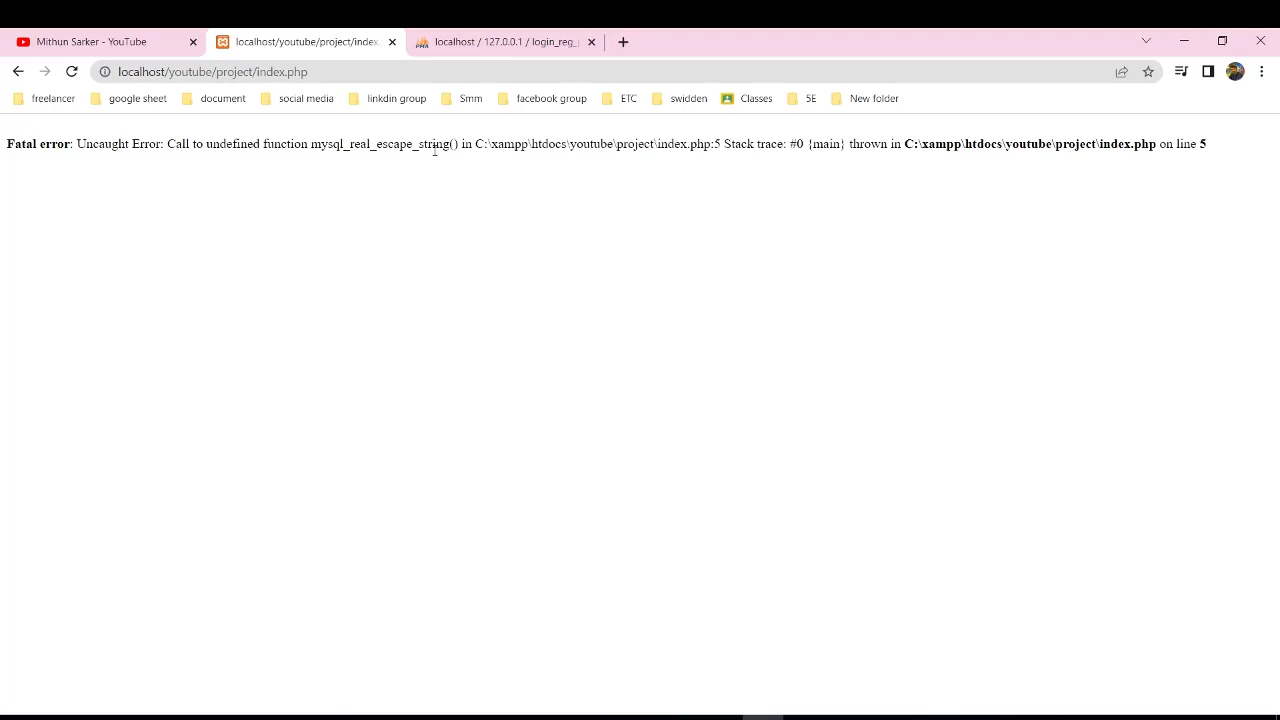 Mithun Sarker - YouTube
localhost/youtube/project/index.
localhost / 127.0.0.1 / login_reg_
localhost/youtube/project/index.php
freelancer google sheet document social media linkdin group Smm facebook group ETC swidden Classes 5E New folder
Fatal error: Uncaught Error: Call to undefined function mysql_real_escape_string() in C:\xampp\htdocs\youtube\project\index.php:5 Stack trace: #0 {main} thrown in C:\xampp\htdocs\youtube\project\index.php on line 5